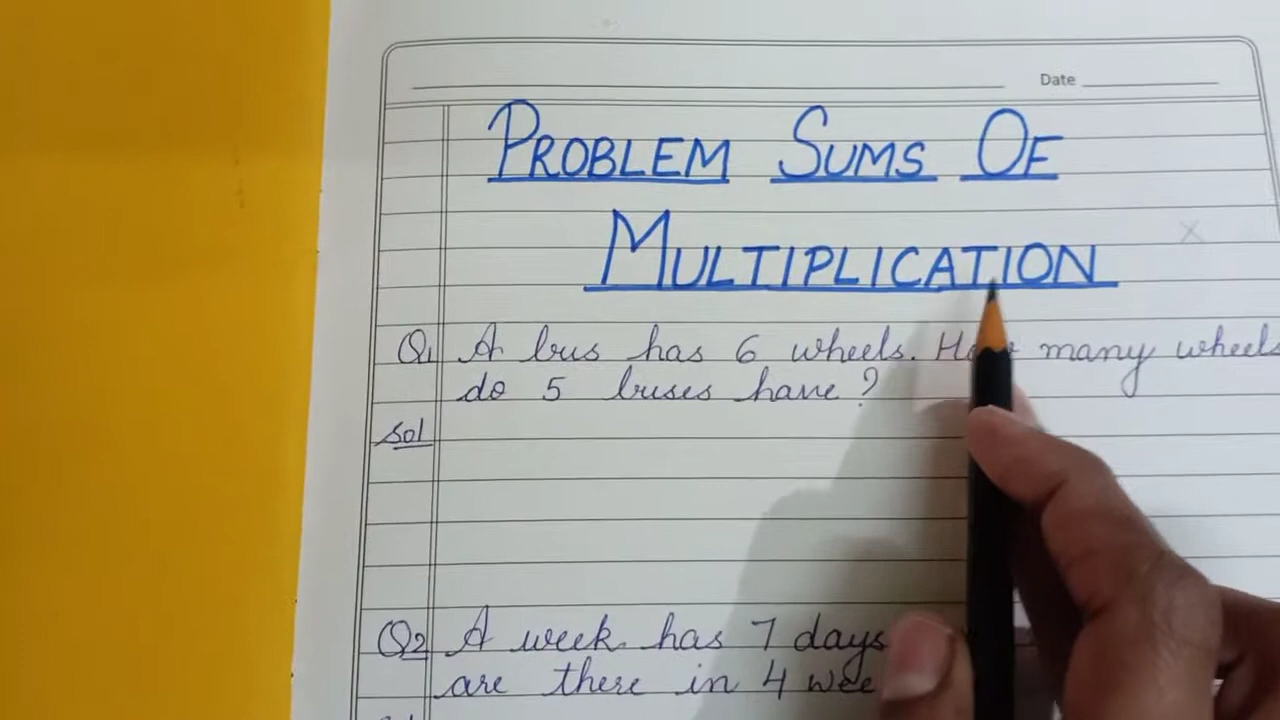 Date
PROBLEM SUMS OF
MULTIPLICATION
x
Q1 A bus has 6 wheels. many wheels
do 5 buses have?
Sol
Q2 A week has 7 days
are there in 4